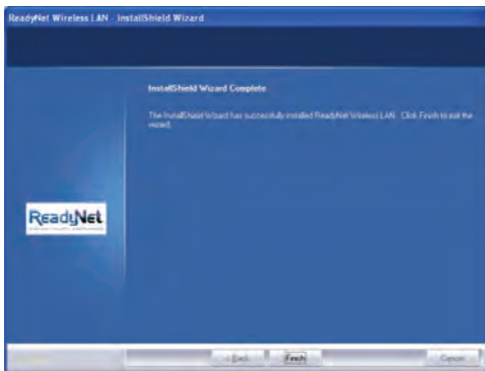 ReadyNet Wireless LAN - InstallShield Wizard
InstallShield Wizard Complete
The InstallShield Wizard has successfully installed ReadyNet Wireless LAN. Click Finish to exit the
wizard.
ReadyNet
< Back
Finish
Cancel